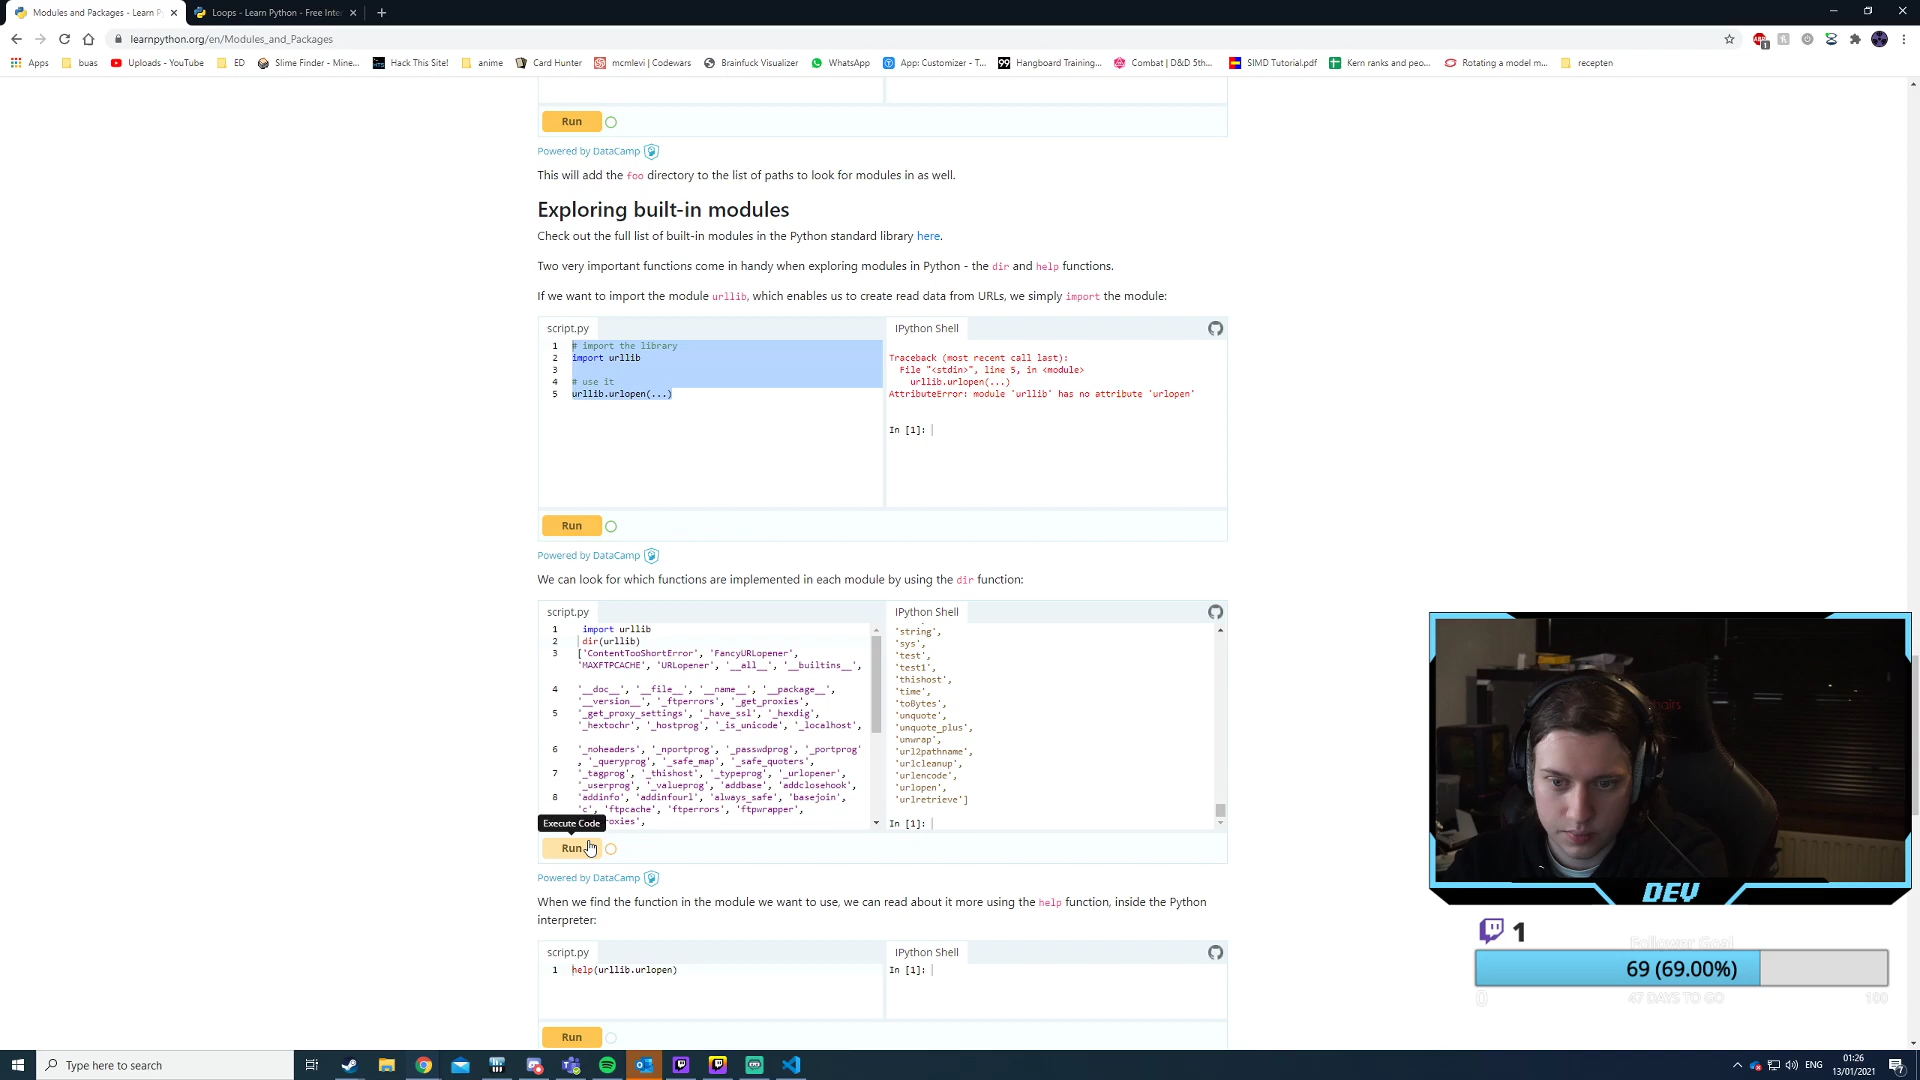 Modules and Packages - Learn P
Loops - Learn Python - Free Inte
learnpython.org/en/Modules_and_Packages
Apps
buas
Uploads - YouTube
ED
Slime Finder - Mine...
Hack This Site!
anime
Card Hunter
mcmlevi | Codewars
Brainfuck Visualizer
WhatsApp
App: Customizer - T...
Hangboard Training...
Combat | D&D 5th...
SIMD Tutorial.pdf
Kern ranks and peo...
Rotating a model m...
recepten
Run
Powered by DataCamp
This will add the foo directory to the list of paths to look for modules in as well.
Exploring built-in modules
Check out the full list of built-in modules in the Python standard library here.
Two very important functions come in handy when exploring modules in Python - the dir and help functions.
If we want to import the module urllib, which enables us to create read data from URLs, we simply import the module:
script.py
IPython Shell
1 # import the library
2 import urllib
3
4 # use it
5 urllib.urlopen(...)
Traceback (most recent call last):
File "<stdin>", line 5, in <module>
urllib.urlopen(...)
AttributeError: module 'urllib' has no attribute 'urlopen'
In [1]:
Run
Powered by DataCamp
We can look for which functions are implemented in each module by using the dir function:
script.py
IPython Shell
1 import urllib
2 dir(urllib)
3 ['ContentTooShortError', 'FancyURLopener',
'MAXFTPCACHE', 'URLopener', '__all__', '__builtins__',
4 '__doc__', '__file__', '__name__', '__package__',
'__version__', '_ftperrors', '_get_proxies',
5 '_get_proxy_settings', '_have_ssl', '_hexdig',
'_hextochr', '_hostprog', '_is_unicode', '_localhost',
6 '_noheaders', '_nportprog', '_passwdprog', '_portprog'
, '_queryprog', '_safe_map', '_safe_quoters',
7 '_tagprog', '_thishost', '_typeprog', '_urlopener',
'_userprog', '_valueprog', 'addbase', 'addclosehook',
8 'addinfo', 'addinfourl', 'always_safe', 'basejoin',
'c', 'ftpcache', 'ftperrors', 'ftpwrapper',
oxies',
'string',
'sys',
'test',
'test1',
'thishost',
'time',
'toBytes',
'unquote',
'unquote_plus',
'unwrap',
'url2pathname',
'urlcleanup',
'urlencode',
'urlopen',
'urlretrieve']
In [1]:
Execute Code
Run
Powered by DataCamp
When we find the function in the module we want to use, we can read about it more using the help function, inside the Python
interpreter:
script.py
IPython Shell
1 help(urllib.urlopen)
In [1]:
Run
hairs
DEV
1
Follower Goal
69 (69.00%)
0
47 DAYS TO GO
100
Type here to search
ENG
01:26
13/01/2021